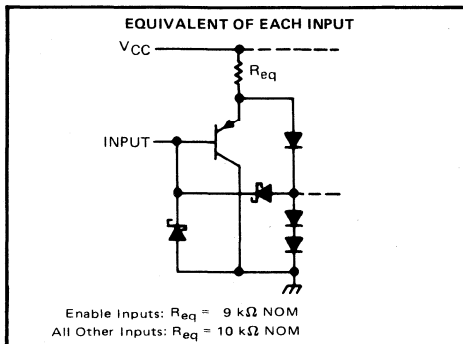 EQUIVALENT OF EACH INPUT
VCC
Req
INPUT
Enable Inputs: Req = 9 kΩ NOM
All Other Inputs: Req = 10 kΩ NOM